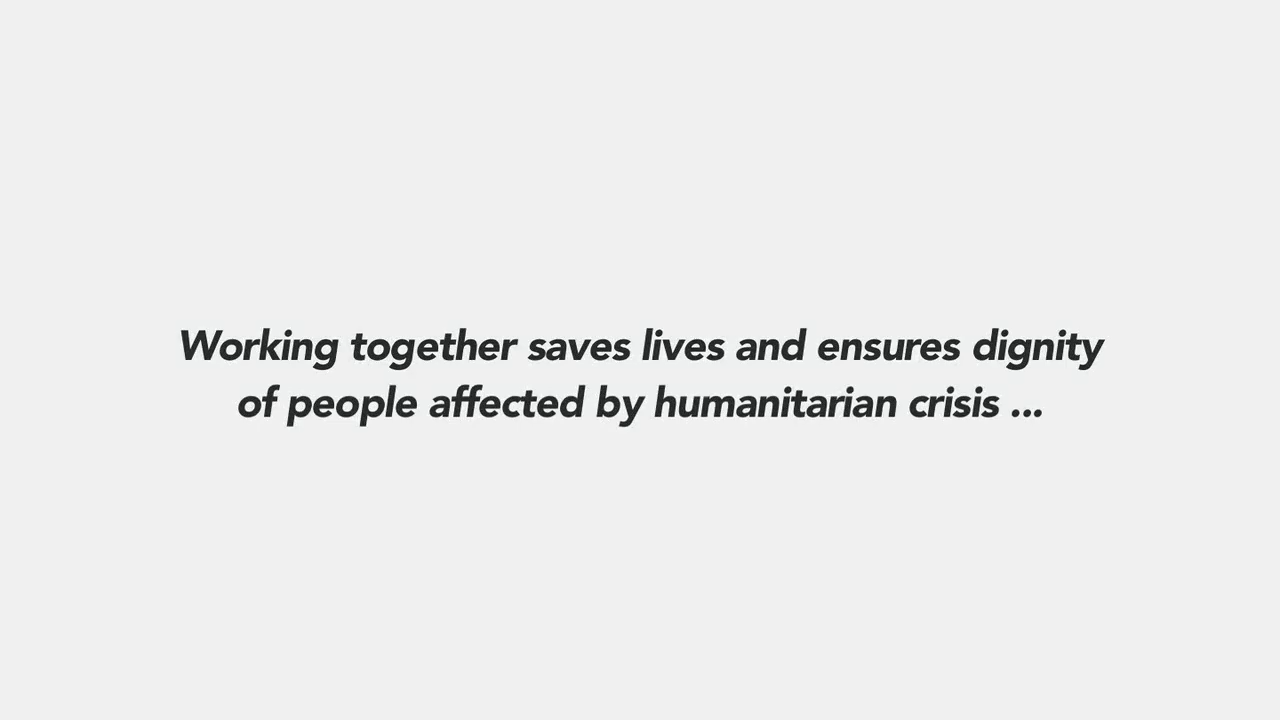 Working together saves lives and ensures dignity
of people affected by humanitarian crisis ...